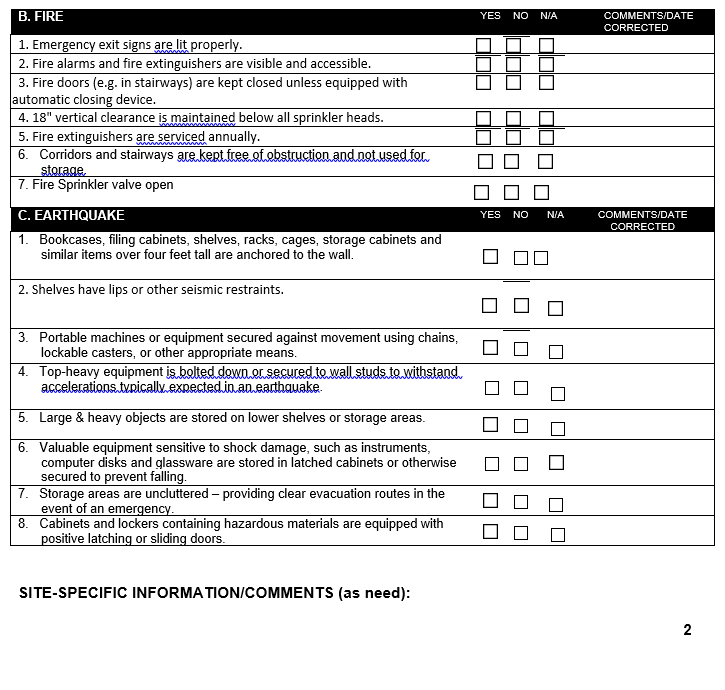 B. FIRE YES NO N/A COMMENTS/DATE
CORRECTED
1. Emergency exit signs are lit properly.
2. Fire alarms and fire extinguishers are visible and accessible.
3. Fire doors (e.g. in stairways) are kept closed unless equipped with
automatic closing device.
4. 18" vertical clearance is maintained below all sprinkler heads.
5. Fire extinguishers are serviced annually.
6. Corridors and stairways are kept free of obstruction and not used for
storage.
7. Fire Sprinkler valve open
C. EARTHQUAKE YES NO N/A COMMENTS/DATE
CORRECTED
1. Bookcases, filing cabinets, shelves, racks, cages, storage cabinets and
similar items over four feet tall are anchored to the wall.
2. Shelves have lips or other seismic restraints.
3. Portable machines or equipment secured against movement using chains,
lockable casters, or other appropriate means.
4. Top-heavy equipment is bolted down or secured to wall studs to withstand
accelerations typically expected in an earthquake.
5. Large & heavy objects are stored on lower shelves or storage areas.
6. Valuable equipment sensitive to shock damage, such as instruments,
computer disks and glassware are stored in latched cabinets or otherwise
secured to prevent falling.
7. Storage areas are uncluttered – providing clear evacuation routes in the
event of an emergency.
8. Cabinets and lockers containing hazardous materials are equipped with
positive latching or sliding doors.
SITE-SPECIFIC INFORMATION/COMMENTS (as need):
2